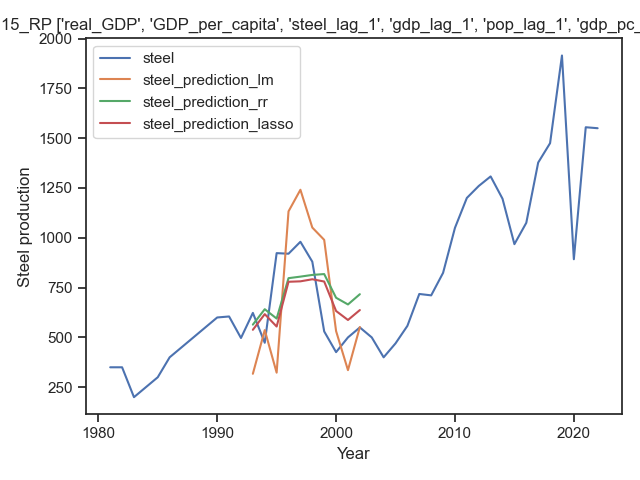 15_RP ['real_GDP', 'GDP_per_capita', 'steel_lag_1', 'gdp_lag_1', 'pop_lag_1', 'gdp_pc_
2000
1750
1500
1250
1000
750
500
250
Steel production
steel
steel_prediction_lm
steel_prediction_rr
steel_prediction_lasso
1980
1990
2000
2010
2020
Year